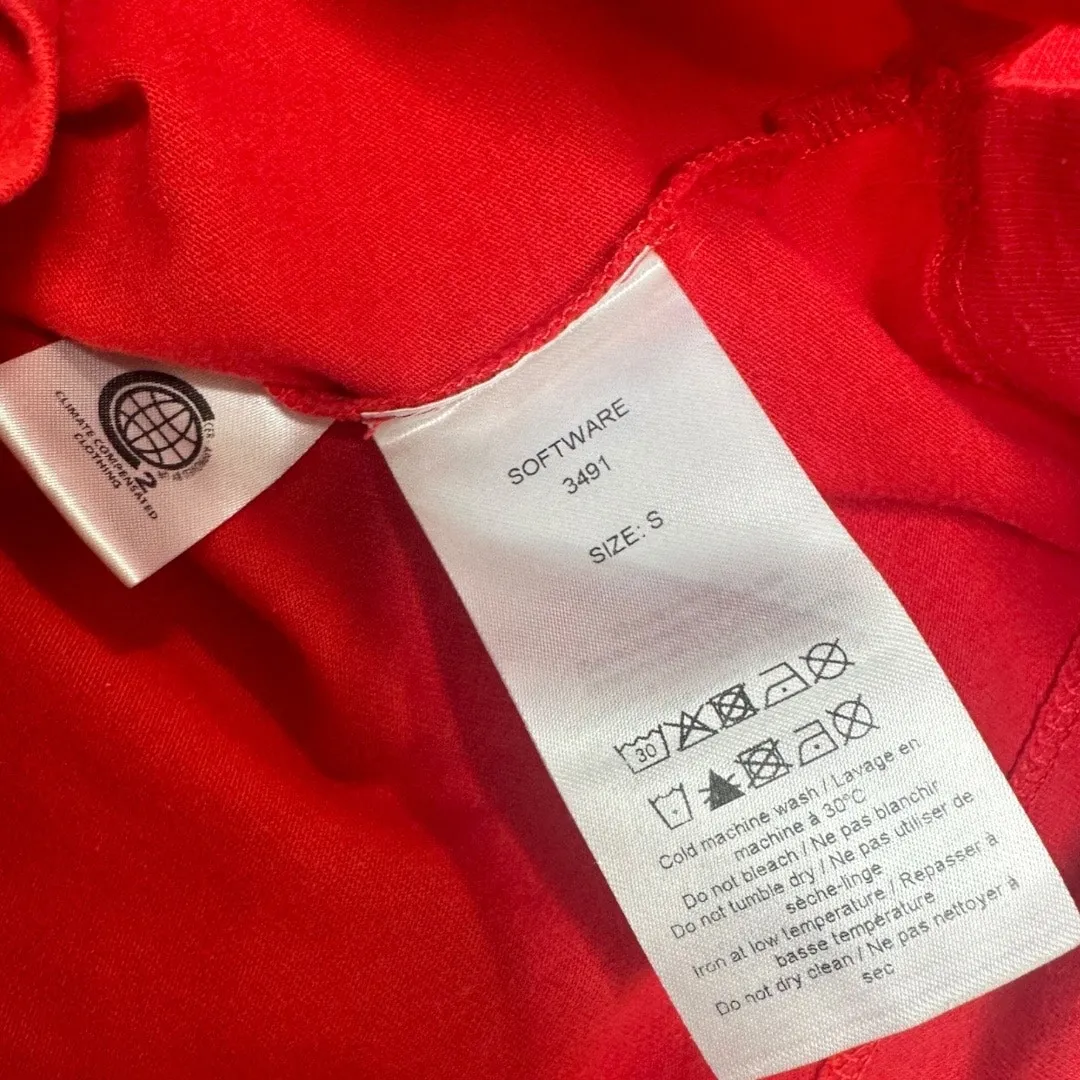 CLIMATE COMPENSATED
CLOTHING
2
SOFTWARE
3491
SIZE: S
30
Cold machine wash / Lavage en
machine à 30°C
Do not bleach / Ne pas blanchir
Do not tumble dry / Ne pas utiliser de
sèche-linge
Iron at low temperature / Repasser à
basse température
Do not dry clean / Ne pas nettoyer à
sec